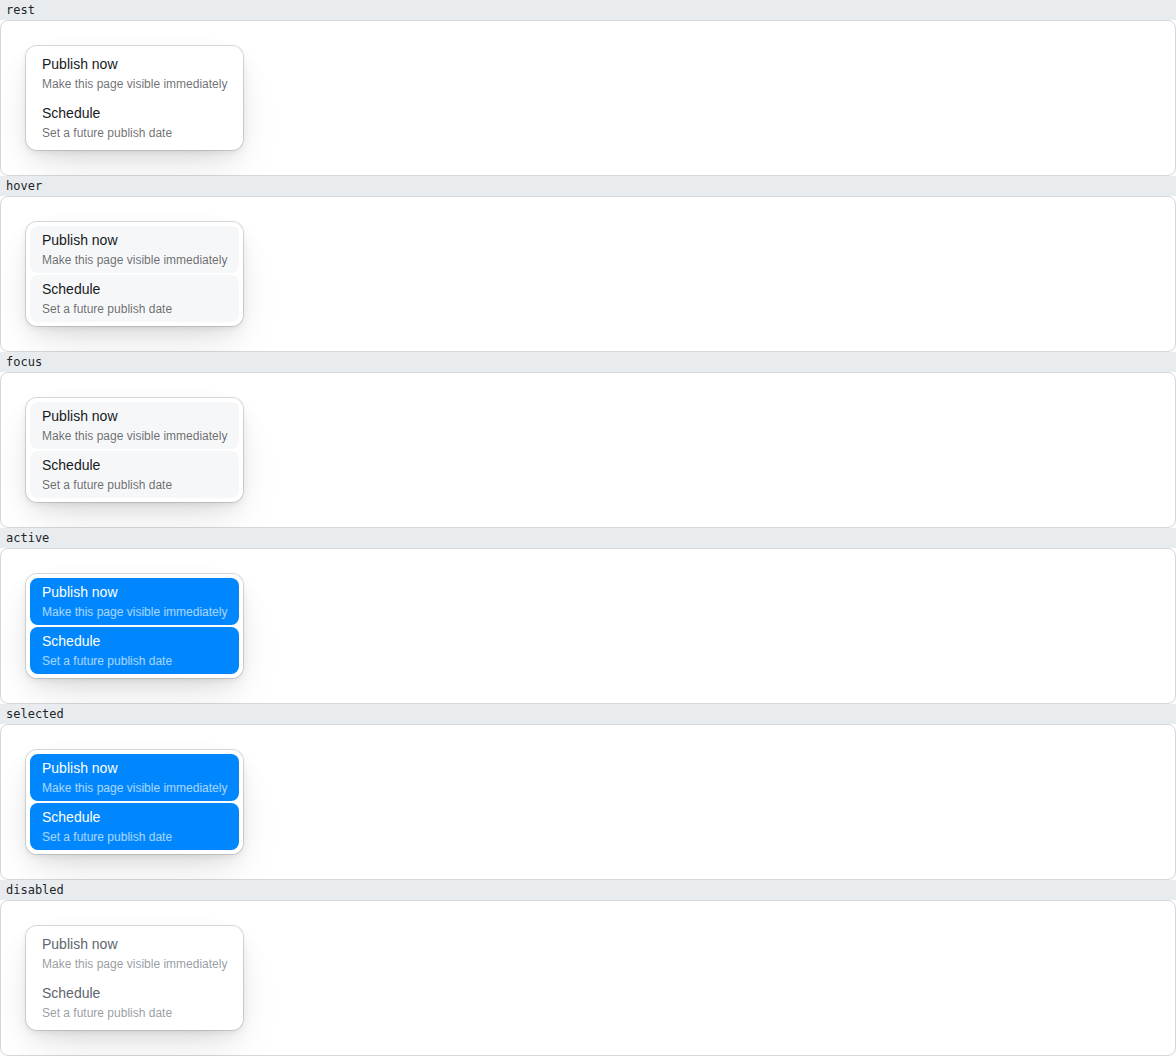 rest
Publish now
Make this page visible immediately
Schedule
Set a future publish date
hover
Publish now
Make this page visible immediately
Schedule
Set a future publish date
focus
Publish now
Make this page visible immediately
Schedule
Set a future publish date
active
Publish now
Make this page visible immediately
Schedule
Set a future publish date
selected
Publish now
Make this page visible immediately
Schedule
Set a future publish date
disabled
Publish now
Make this page visible immediately
Schedule
Set a future publish date